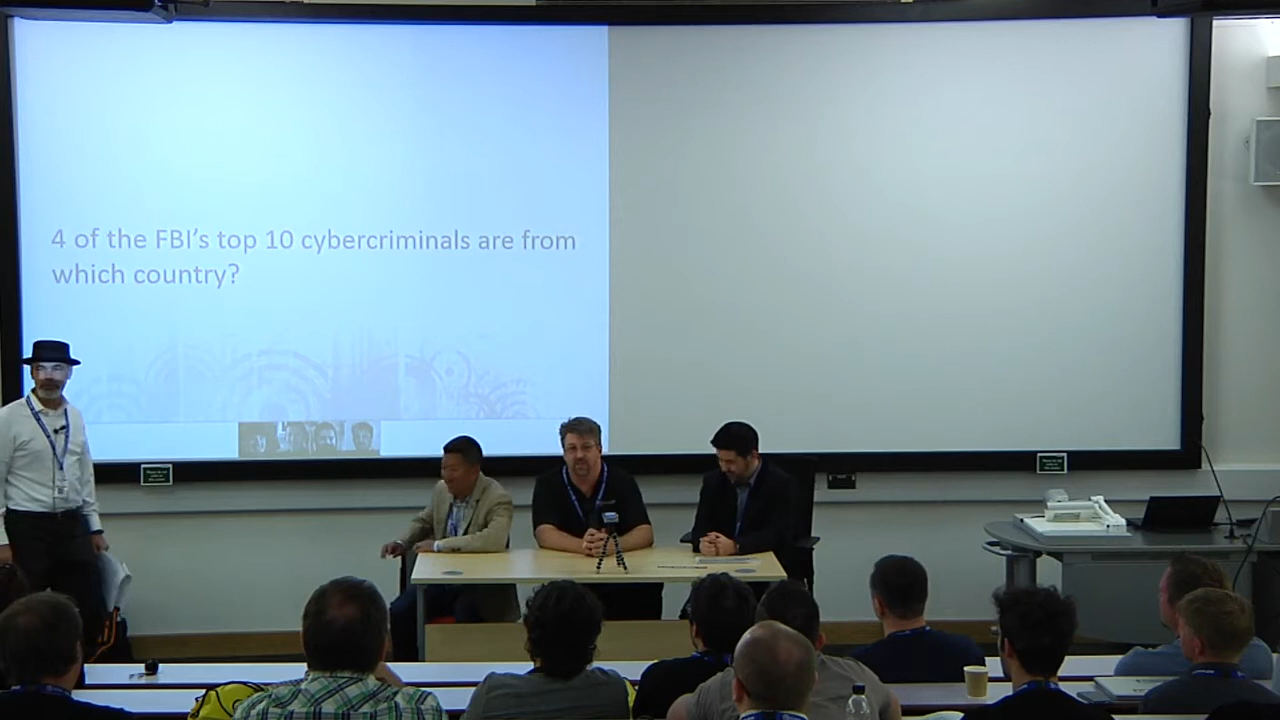 4 of the FBI's top 10 cybercriminals are from
which country?